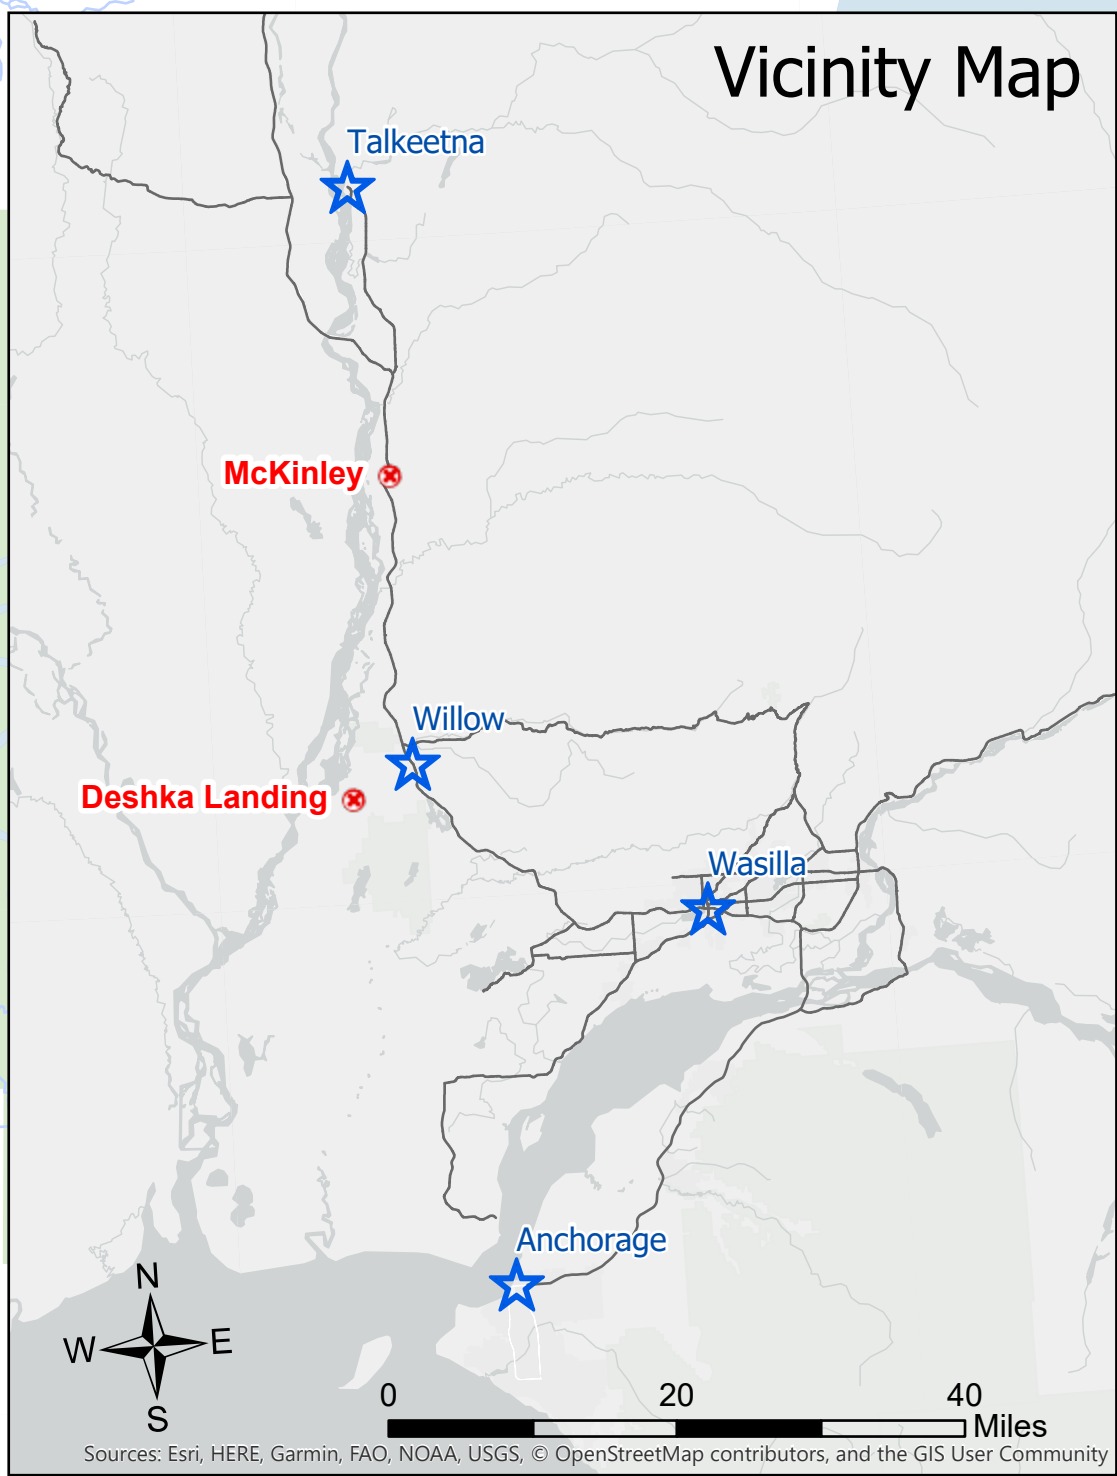 Vicinity Map
Talkeetna
McKinley
Willow
Deshka Landing
Wasilla
Anchorage
N
W E
S
0 20 40
Miles
Sources: Esri, HERE, Garmin, FAO, NOAA, USGS, © OpenStreetMap contributors, and the GIS User Community